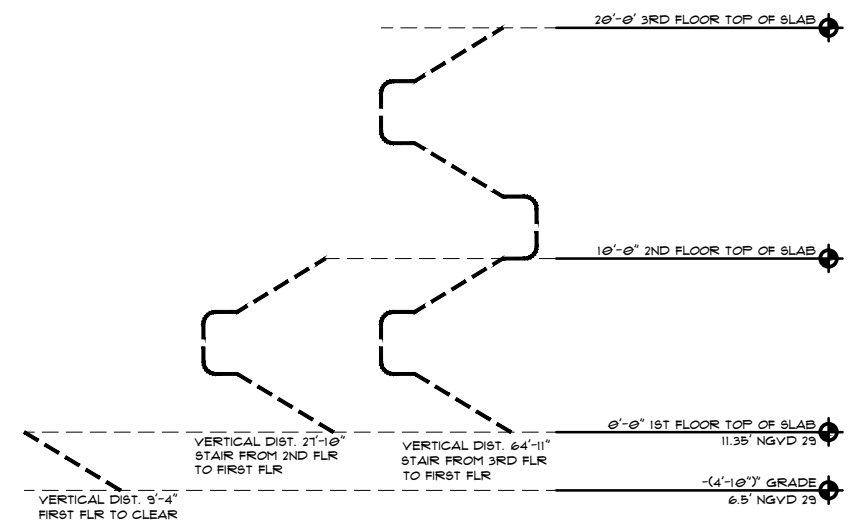 20'-0" 3RD FLOOR TOP OF SLAB
10'-0" 2ND FLOOR TOP OF SLAB
0'-0" 1ST FLOOR TOP OF SLAB
11.35' NGVD 29
VERTICAL DIST. 27'-10"
STAIR FROM 2ND FLR
TO FIRST FLR
VERTICAL DIST. 64'-11"
STAIR FROM 3RD FLR
TO FIRST FLR
-(4'-10")" GRADE
6.5' NGVD 29
VERTICAL DIST. 9'-4"
FIRST FLR TO CLEAR